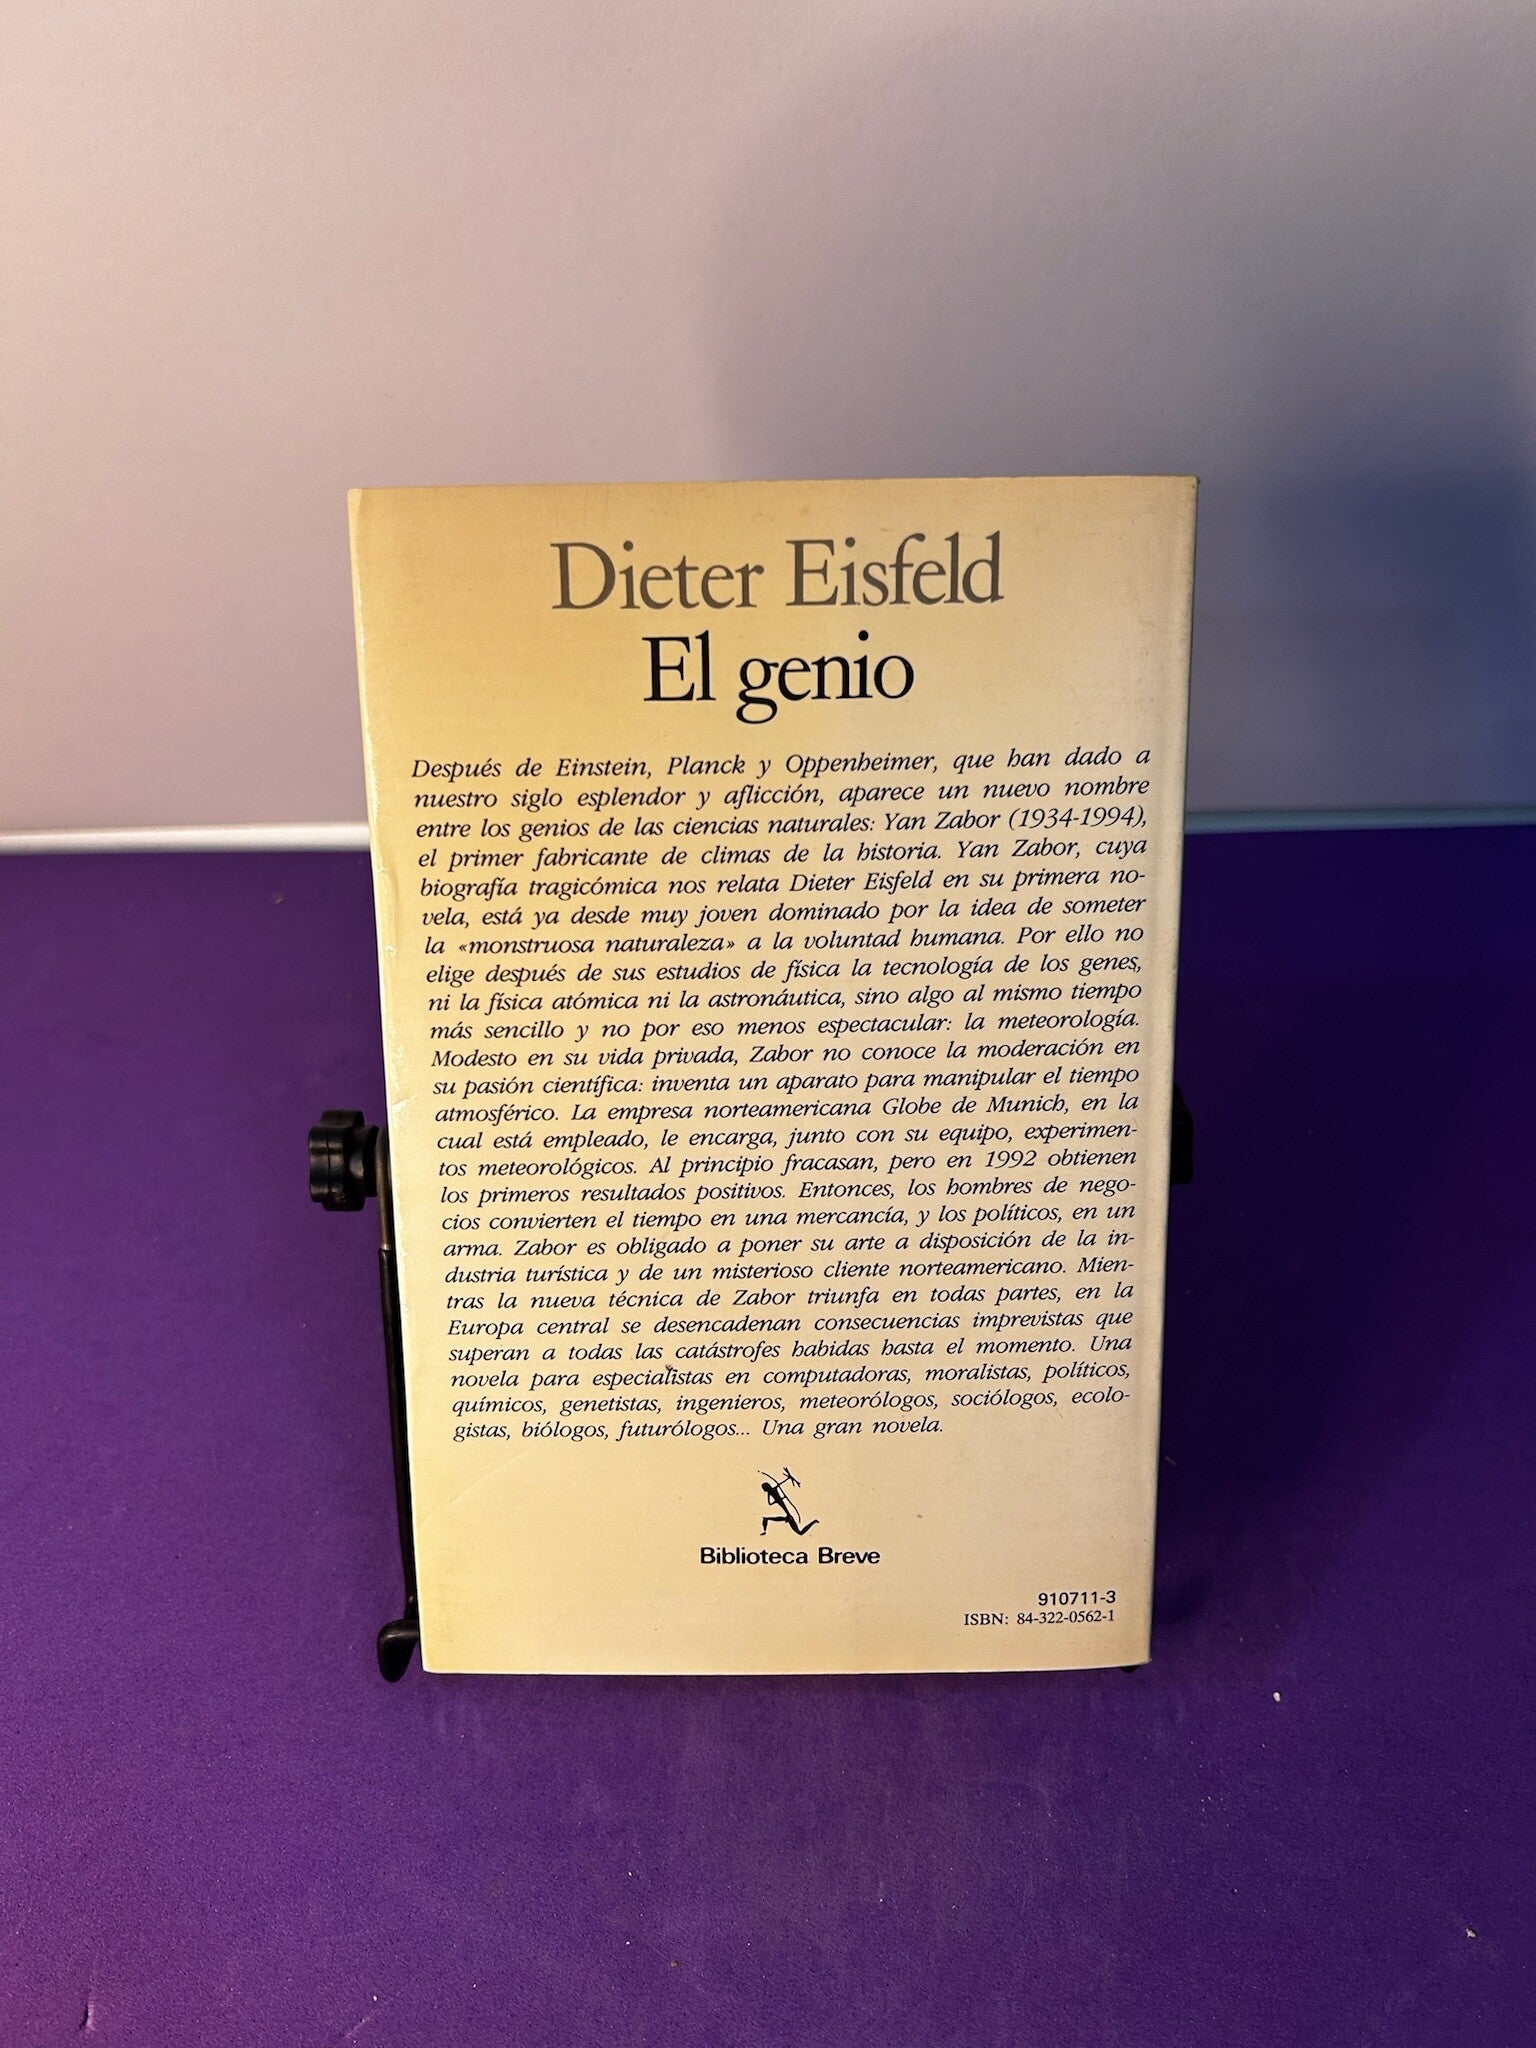 Dieter Eisfeld
El genio
Después de Einstein, Planck y Oppenheimer, que han dado a
nuestro siglo esplendor y aflicción, aparece un nuevo nombre
entre los genios de las ciencias naturales: Yan Zabor (1934-1994),
el primer fabricante de climas de la historia. Yan Zabor, cuya
biografía tragicómica nos relata Dieter Eisfeld en su primera no-
vela, está ya desde muy joven dominado por la idea de someter
la «monstruosa naturaleza» a la voluntad humana. Por ello no
elige después de sus estudios de física la tecnología de los genes,
ni la física atómica ni la astronáutica, sino algo al mismo tiempo
más sencillo y no por eso menos espectacular: la meteorología.
Modesto en su vida privada, Zabor no conoce la moderación en
su pasión científica: inventa un aparato para manipular el tiempo
atmosférico. La empresa norteamericana Globe de Munich, en la
cual está empleado, le encarga, junto con su equipo, experimen-
tos meteorológicos. Al principio fracasan, pero en 1992 obtienen
los primeros resultados positivos. Entonces, los hombres de nego-
cios convierten el tiempo en una mercancía, y los políticos, en un
arma. Zabor es obligado a poner su arte a disposición de la in-
dustria turística y de un misterioso cliente norteamericano. Mien-
tras la nueva técnica de Zabor triunfa en todas partes, en la
Europa central se desencadenan consecuencias imprevistas que
superan a todas las catástrofes habidas hasta el momento. Una
novela para especialistas en computadoras, moralistas, políticos,
químicos, genetistas, ingenieros, meteorólogos, sociólogos, ecolo-
gistas, biólogos, futurólogos... Una gran novela.
Biblioteca Breve
910711-3
ISBN: 84-322-0562-1